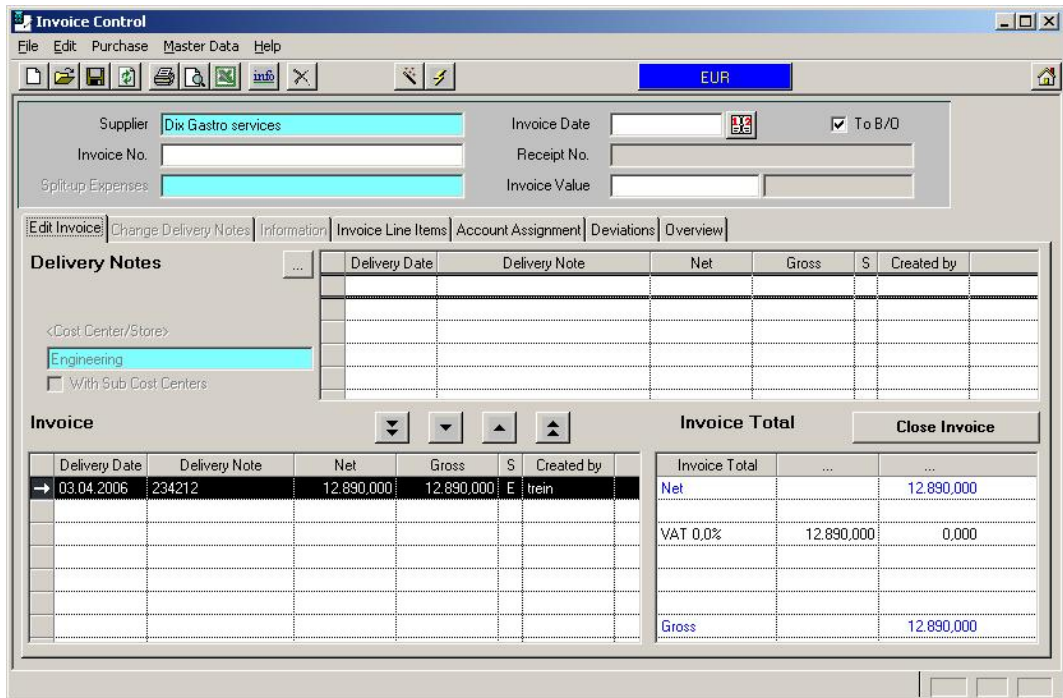 Invoice Control
File Edit Purchase Master Data Help
info EUR
Supplier Dix Gastro services Invoice Date To B/O
Invoice No. Receipt No.
Split-up Expenses Invoice Value
Edit Invoice Change Delivery Notes Information Invoice Line Items Account Assignment Deviations Overview
Delivery Notes ... Delivery Date Delivery Note Net Gross S Created by
<Cost Center/Store>
Engineering
With Sub Cost Centers
Invoice Invoice Total Close Invoice
Delivery Date Delivery Note Net Gross S Created by Invoice Total ... ...
03.04.2006 234212 12.890,000 12.890,000 E trein Net 12.890,000
VAT 0,0% 12.890,000 0,000
Gross 12.890,000